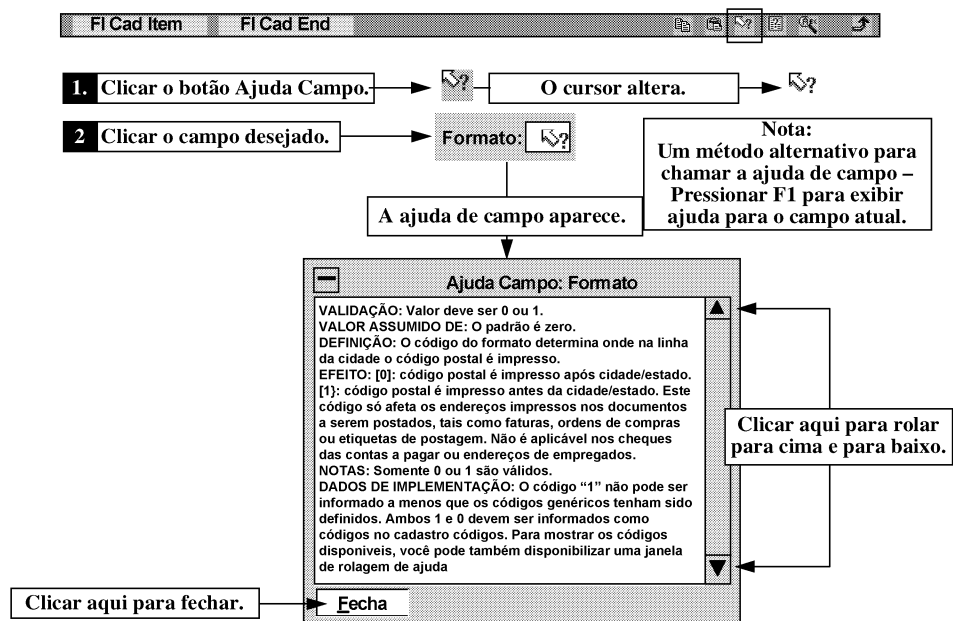 Fl Cad Item Fl Cad End
1. Clicar o botão Ajuda Campo.
?
O cursor altera.
?
2 Clicar o campo desejado.
Formato: ?
Nota:
Um método alternativo para
chamar a ajuda de campo –
Pressionar F1 para exibir
ajuda para o campo atual.
A ajuda de campo aparece.
Ajuda Campo: Formato
VALIDAÇÃO: Valor deve ser 0 ou 1.
VALOR ASSUMIDO DE: O padrão é zero.
DEFINIÇÃO: O código do formato determina onde na linha
da cidade o código postal é impresso.
EFEITO: [0]: código postal é impresso após cidade/estado.
[1}: código postal é impresso antes da cidade/estado. Este
código só afeta os endereços impressos nos documentos
a serem postados, tais como faturas, ordens de compras
ou etiquetas de postagem. Não é aplicável nos cheques
das contas a pagar ou endereços de empregados.
NOTAS: Somente 0 ou 1 são válidos.
DADOS DE IMPLEMENTAÇÃO: O código “1” não pode ser
informado a menos que os códigos genéricos tenham sido
definidos. Ambos 1 e 0 devem ser informados como
códigos no cadastro códigos. Para mostrar os códigos
disponiveis, você pode também disponibilizar uma janela
de rolagem de ajuda
Clicar aqui para rolar
para cima e para baixo.
Clicar aqui para fechar.
Fecha